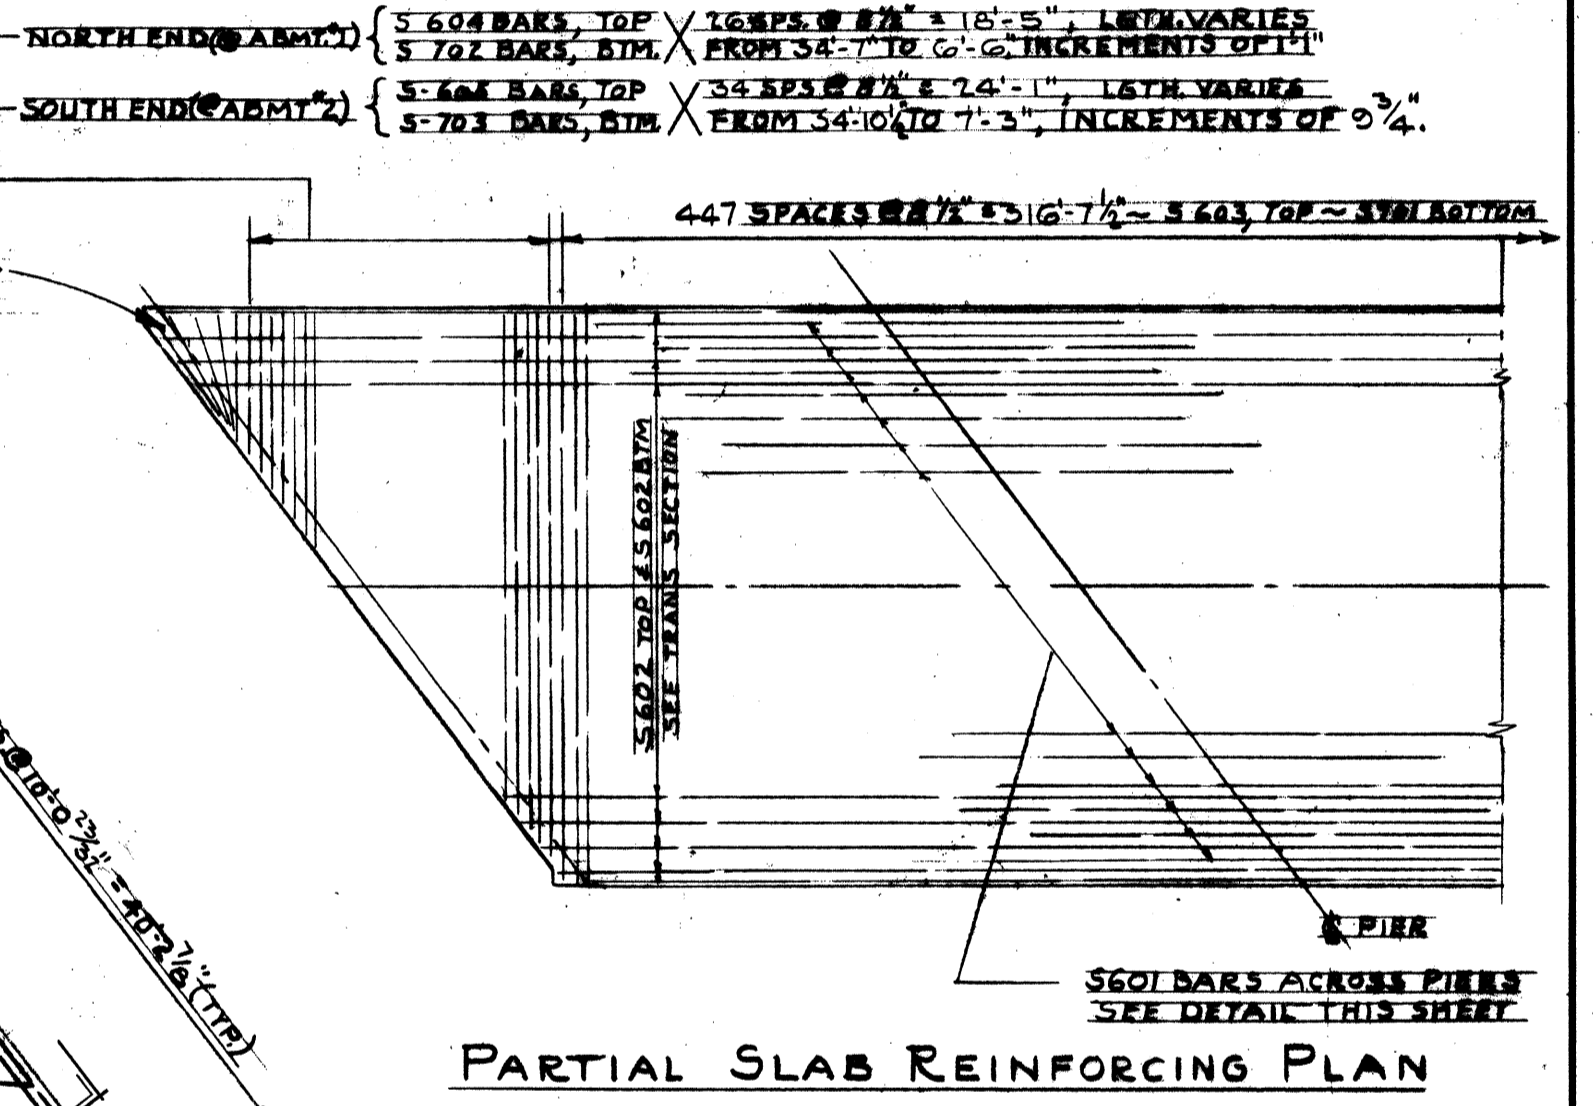 NORTH END (@ ABMT.#1) { S 604 BARS, TOP X 26 SPS. @ 8½" = 18'-5", LGTH. VARIES
S 702 BARS, BTM. FROM 34'-7" TO 6'-6", INCREMENTS OF 1'-1"
SOUTH END (@ ABMT #2) { S-605 BARS, TOP X 34 SPS @ 8½" = 24'-1", LGTH. VARIES
S-703 BARS, BTM. FROM 34'-10½" TO 7'-3", INCREMENTS OF 9¾".
447 SPACES @ 8½" = 316'-7½" ~ S 603, TOP ~ S701 BOTTOM
S602 TOP & S602 BTM
SEE TRANS SECTION
@ 10'-0 23/32" = 40'-2 7/8" (TYP.)
℄ PIER
S601 BARS ACROSS PIERS
SEE DETAIL THIS SHEET
PARTIAL SLAB REINFORCING PLAN